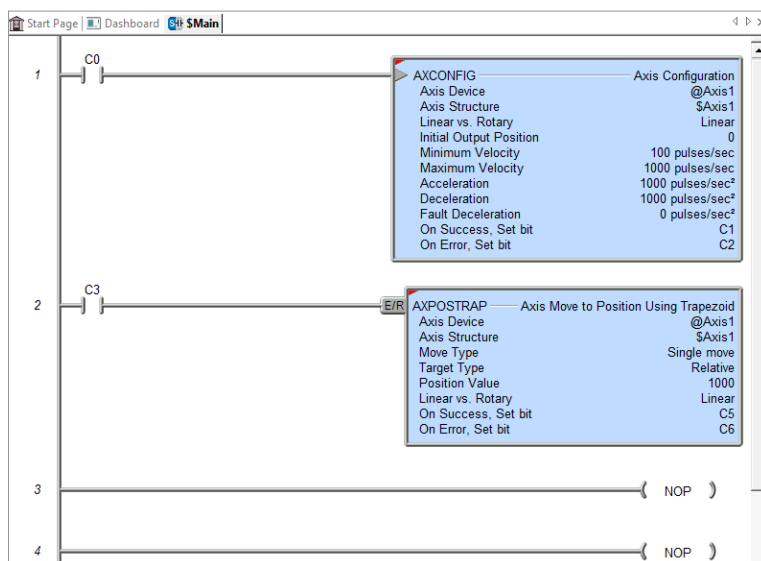 Start Page Dashboard $Main
C0
1
AXCONFIG Axis Configuration
Axis Device @Axis1
Axis Structure $Axis1
Linear vs. Rotary Linear
Initial Output Position 0
Minimum Velocity 100 pulses/sec
Maximum Velocity 1000 pulses/sec
Acceleration 1000 pulses/sec²
Deceleration 1000 pulses/sec²
Fault Deceleration 0 pulses/sec²
On Success, Set bit C1
On Error, Set bit C2
C3
2 E/R AXPOSTRAP Axis Move to Position Using Trapezoid
Axis Device @Axis1
Axis Structure $Axis1
Move Type Single move
Target Type Relative
Position Value 1000
Linear vs. Rotary Linear
On Success, Set bit C5
On Error, Set bit C6
3 NOP
4 NOP